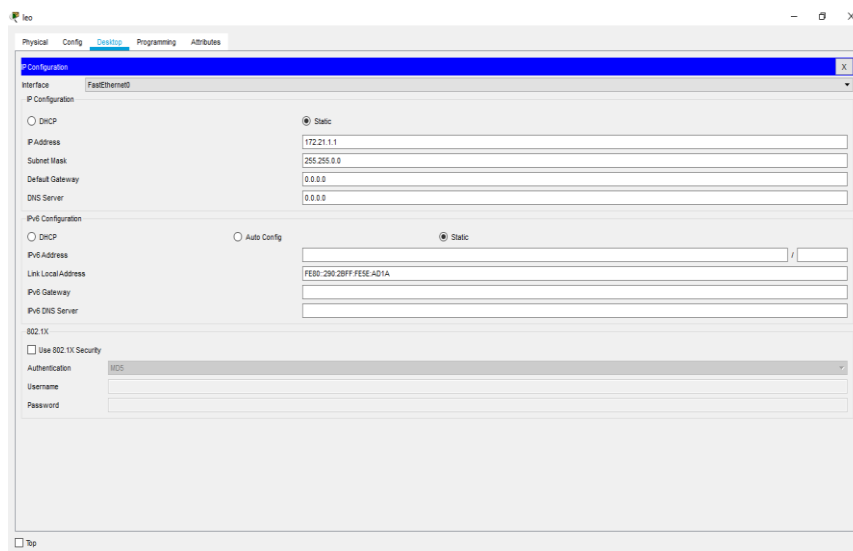 leo
Physical Config Desktop Programming Attributes
IP Configuration X
Interface FastEthernet0
IP Configuration
DHCP Static
IP Address 172.21.1.1
Subnet Mask 255.255.0.0
Default Gateway 0.0.0.0
DNS Server 0.0.0.0
IPv6 Configuration
DHCP Auto Config Static
IPv6 Address /
Link Local Address FE80::290:2BFF:FE5E:AD1A
IPv6 Gateway
IPv6 DNS Server
802.1X
Use 802.1X Security
Authentication MD5
Username
Password
Top